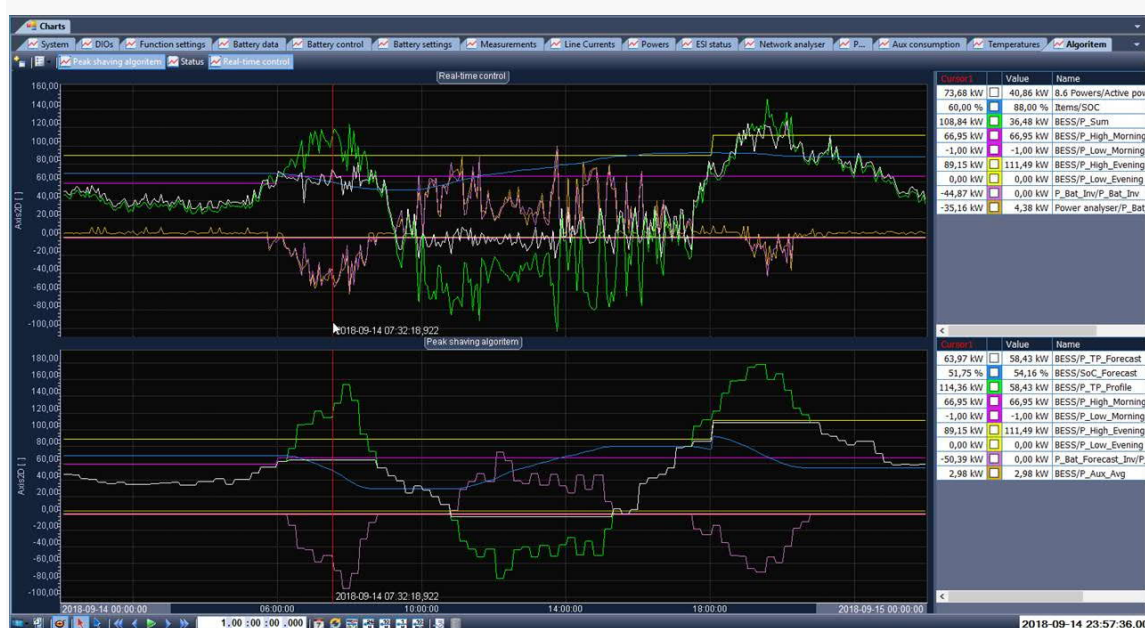 Charts
System DIOs Function settings Battery data Battery control Battery settings Measurements Line Currents Powers ESI status Network analyser P... Aux consumption Temperatures Algoritem
Peak shaving algoritem Status Real-time control
Real-time control
Cursor1 Value Name
73,68 kW 40,86 kW 8.6 Powers/Active pow
60,00 % 88,00 % Items/SOC
108,84 kW 36,48 kW BESS/P_Sum
66,95 kW 66,95 kW BESS/P_High_Morning
-1,00 kW -1,00 kW BESS/P_Low_Morning
89,15 kW 111,49 kW BESS/P_High_Evening
0,00 kW 0,00 kW BESS/P_Low_Evening
-44,87 kW 0,00 kW P_Bat_Inv/P_Bat_Inv
-35,16 kW 4,38 kW Power analyser/P_Bat
160,00
140,00
120,00
100,00
80,00
60,00
40,00
20,00
0,00
-20,00
-40,00
-60,00
-80,00
-100,00
Axis2D [ ]
2018-09-14 07:32:18,922
Peak shaving algoritem
Cursor1 Value Name
63,97 kW 58,43 kW BESS/P_TP_Forecast
51,75 % 54,16 % BESS/SoC_Forecast
114,36 kW 58,43 kW BESS/P_TP_Profile
66,95 kW 66,95 kW BESS/P_High_Morning
-1,00 kW -1,00 kW BESS/P_Low_Morning
89,15 kW 111,49 kW BESS/P_High_Evening
0,00 kW 0,00 kW BESS/P_Low_Evening
-50,39 kW 0,00 kW P_Bat_Forecast_Inv/P_
2,98 kW 2,98 kW BESS/P_Aux_Avg
180,00
160,00
140,00
120,00
100,00
80,00
60,00
40,00
20,00
0,00
-20,00
-40,00
-60,00
-80,00
-100,00
Axis2D [ ]
2018-09-14 07:32:18,922
2018-09-14 00:00:00 06:00:00 10:00:00 14:00:00 18:00:00 2018-09-15 00:00:00
1.00 :00 :00 .000 2018-09-14 23:57:36,0